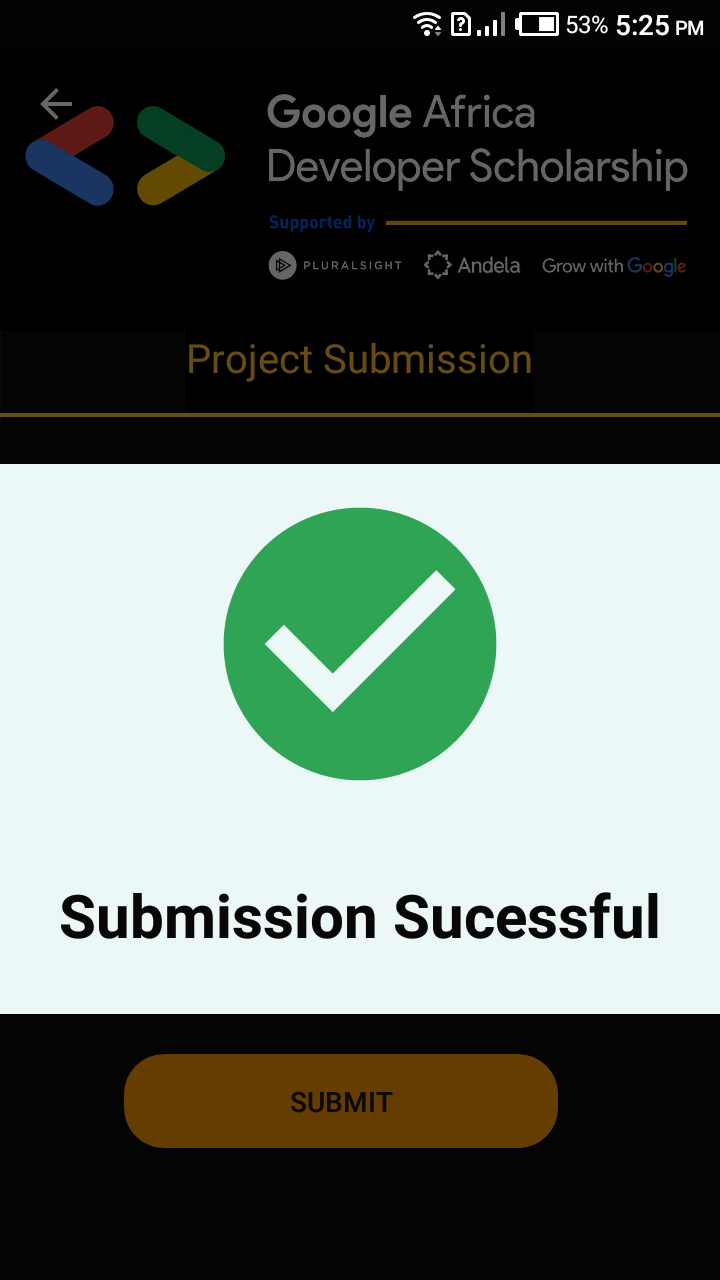 53% 5:25 PM
Google Africa
Developer Scholarship
Supported by
PLURALSIGHT Andela Grow with Google
Project Submission
Submission Sucessful
SUBMIT